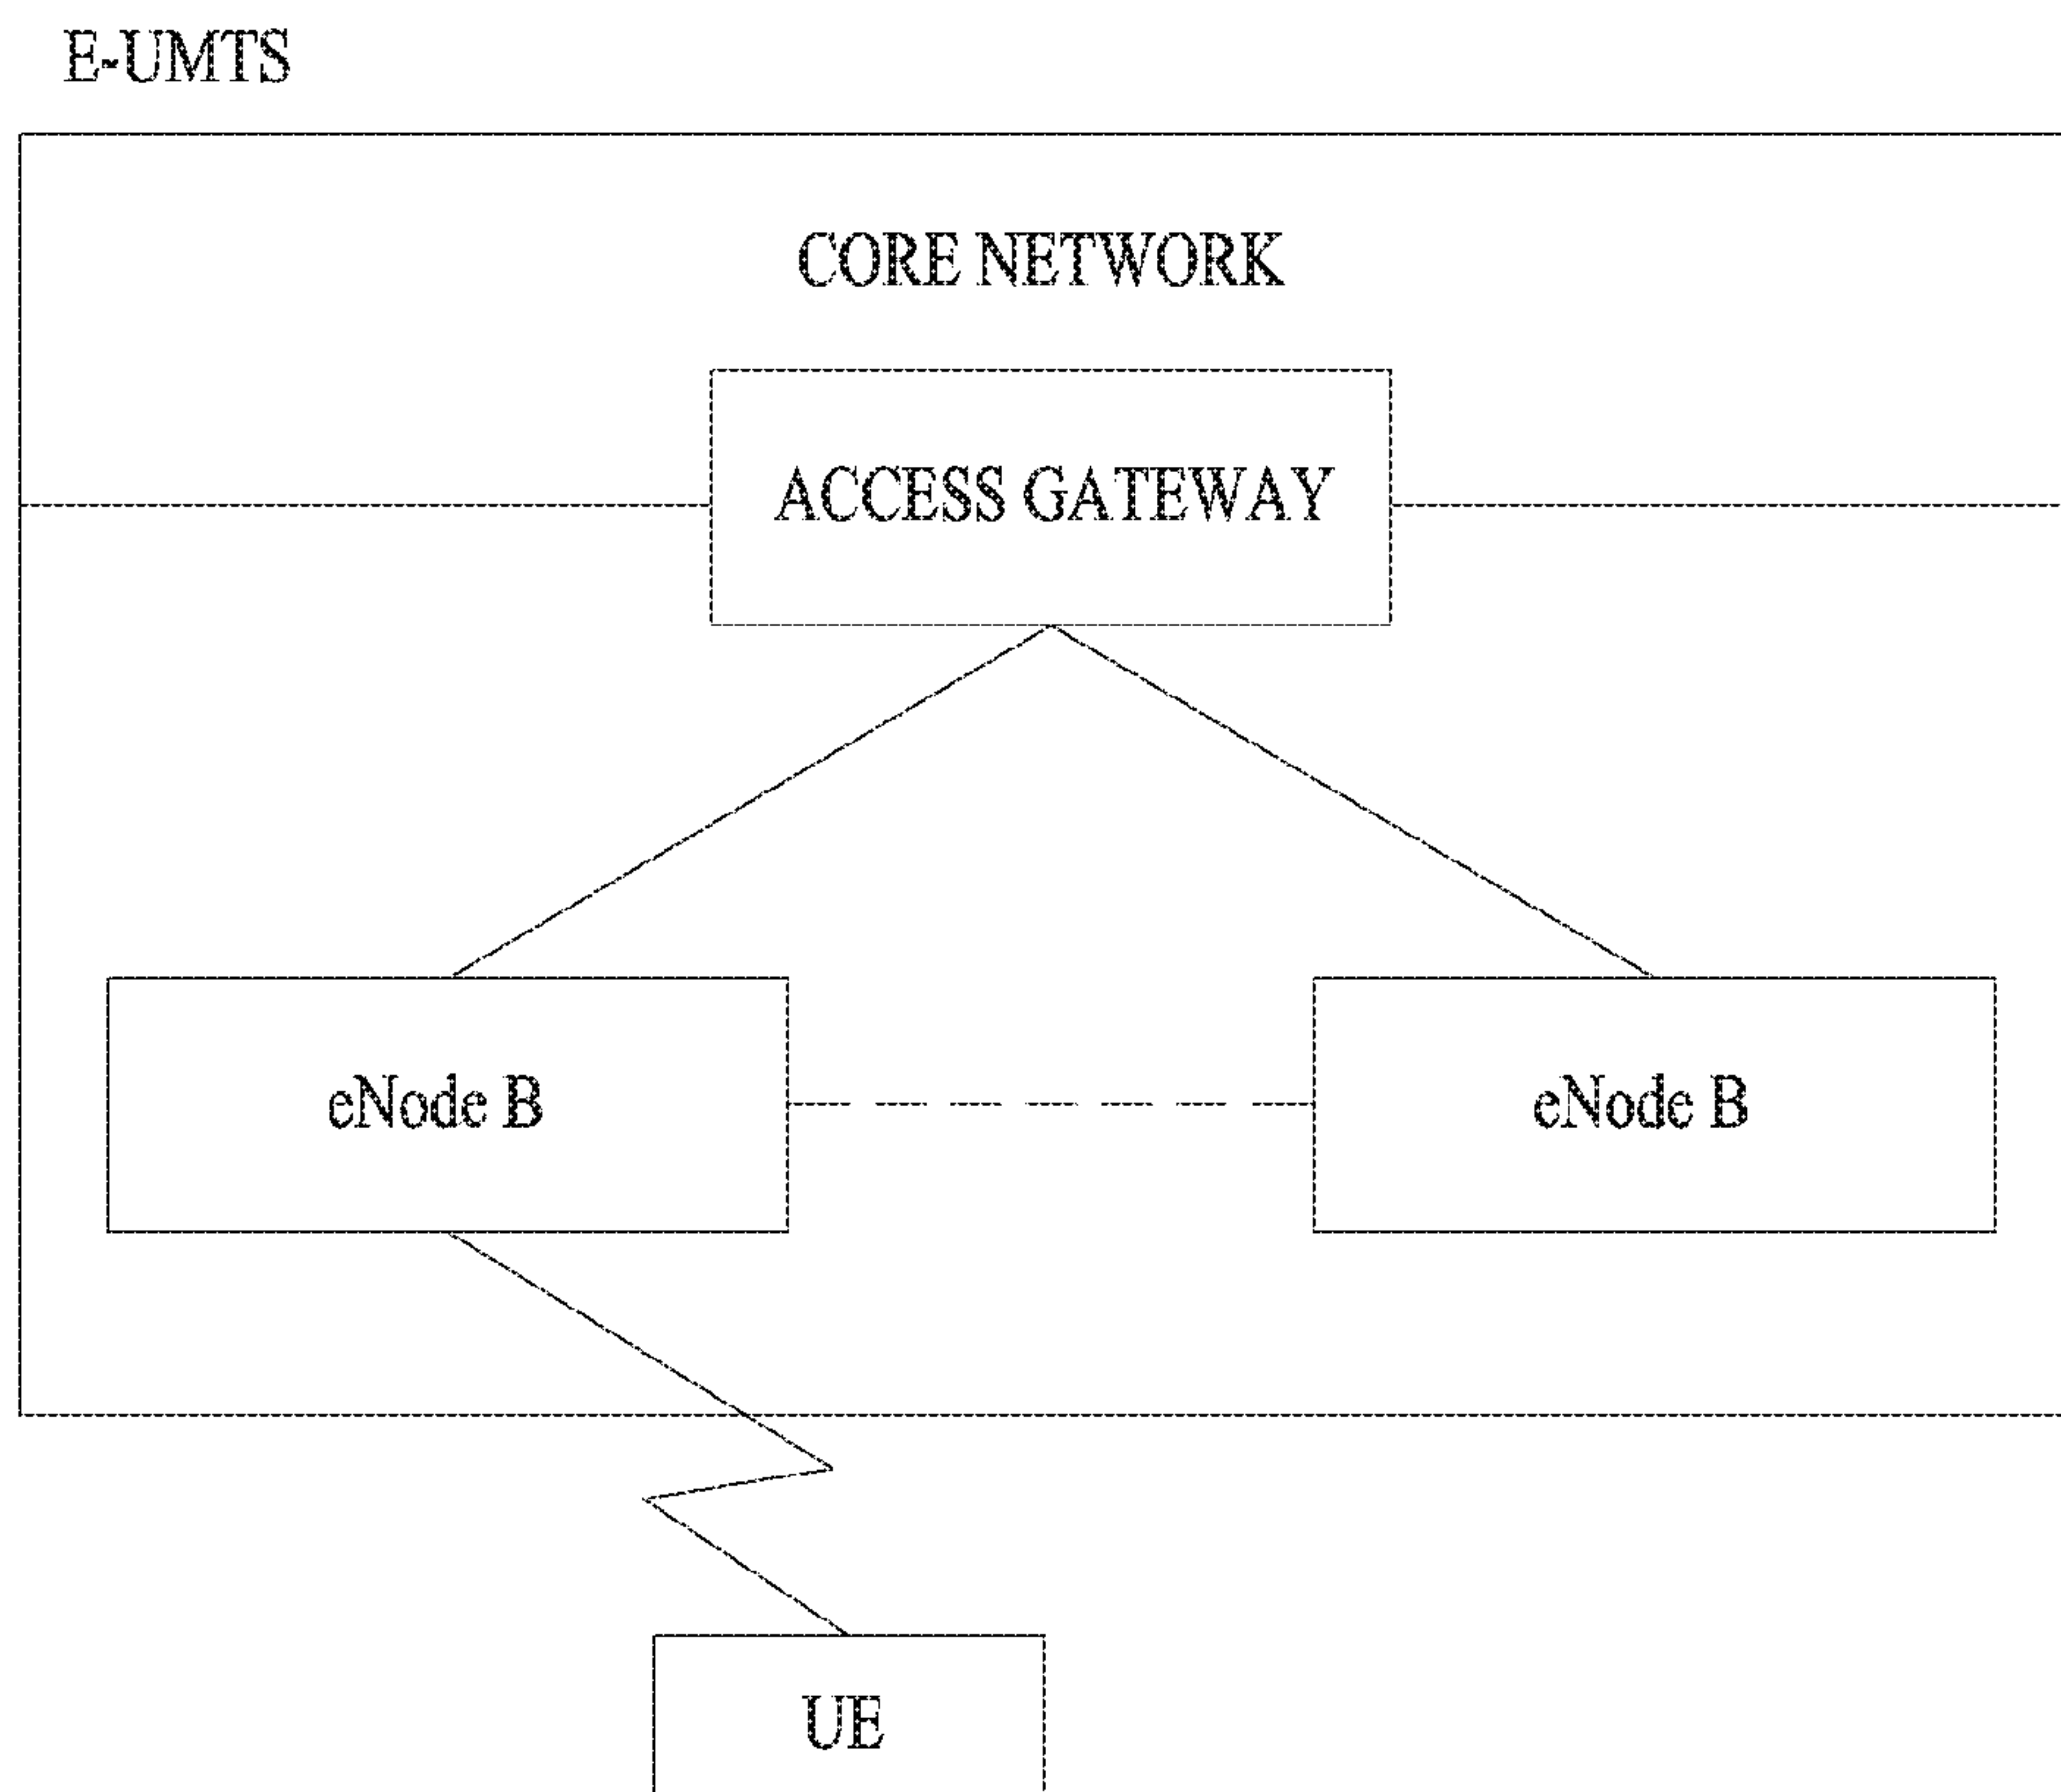 E-UMTS
CORE NETWORK
ACCESS GATEWAY
eNode B
eNode B
UE